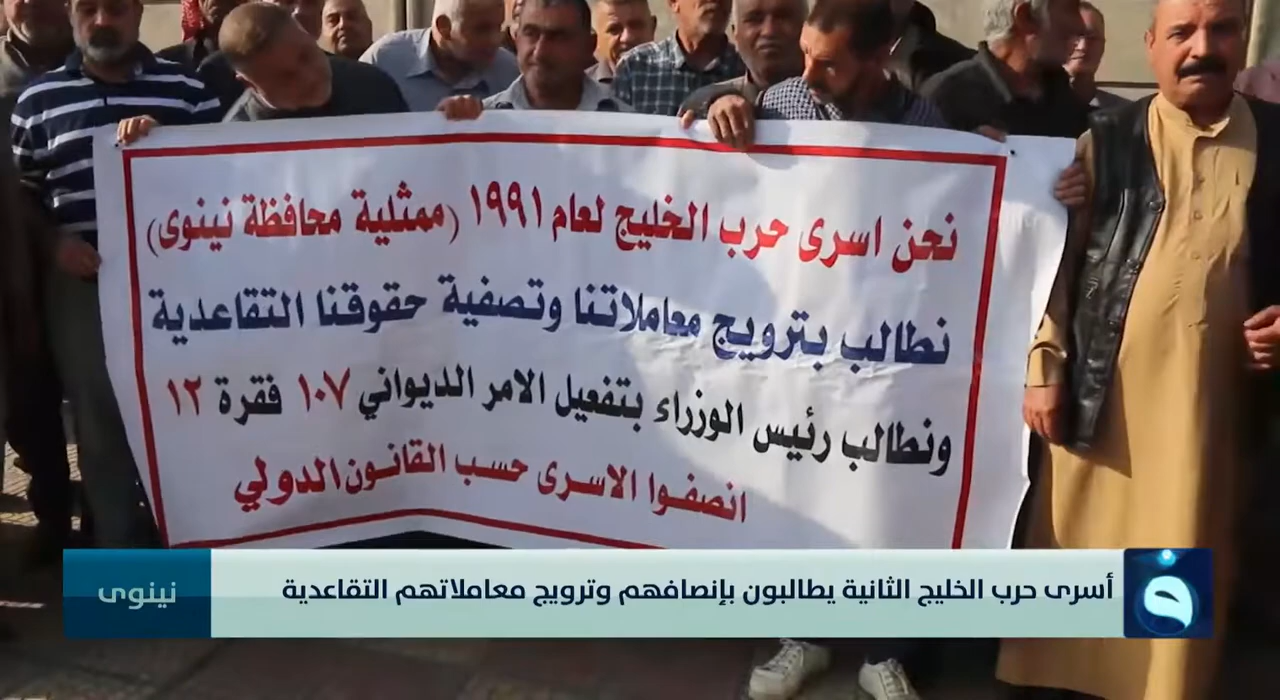 نحن اسرى حرب الخليج لعام ١٩٩١ (ممثلية محافظة نينوى)
نطالب بترويج معاملاتنا وتصفية حقوقنا التقاعدية
ونطالب رئيس الوزراء بتفعيل الامر الديواني ١٠٧ فقرة ١٢
انصفوا الاسرى حسب القانون الدولي
أسرى حرب الخليج الثانية يطالبون بإنصافهم وترويج معاملاتهم التقاعدية
نينوى